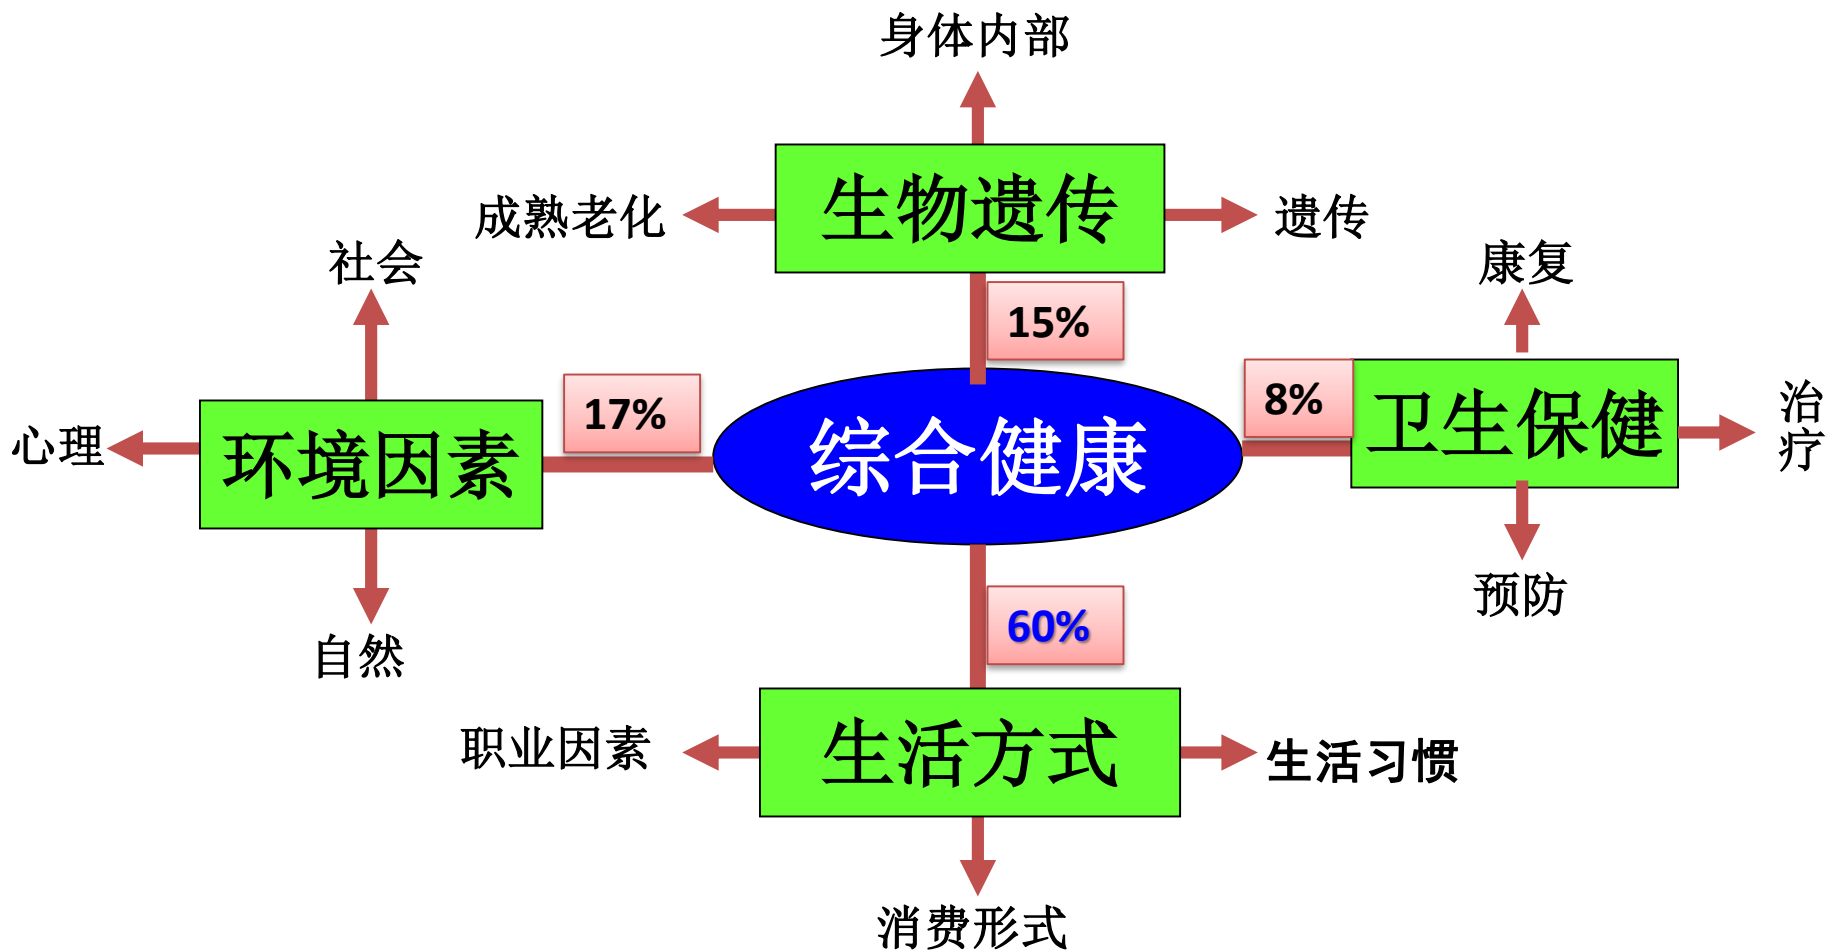 身体内部
成熟老化
生物遗传
遗传
社会
康复
15%
17%
8%
心理
环境因素
综合健康
卫生保健
治
疗
预防
60%
自然
职业因素
生活方式
生活习惯
消费形式